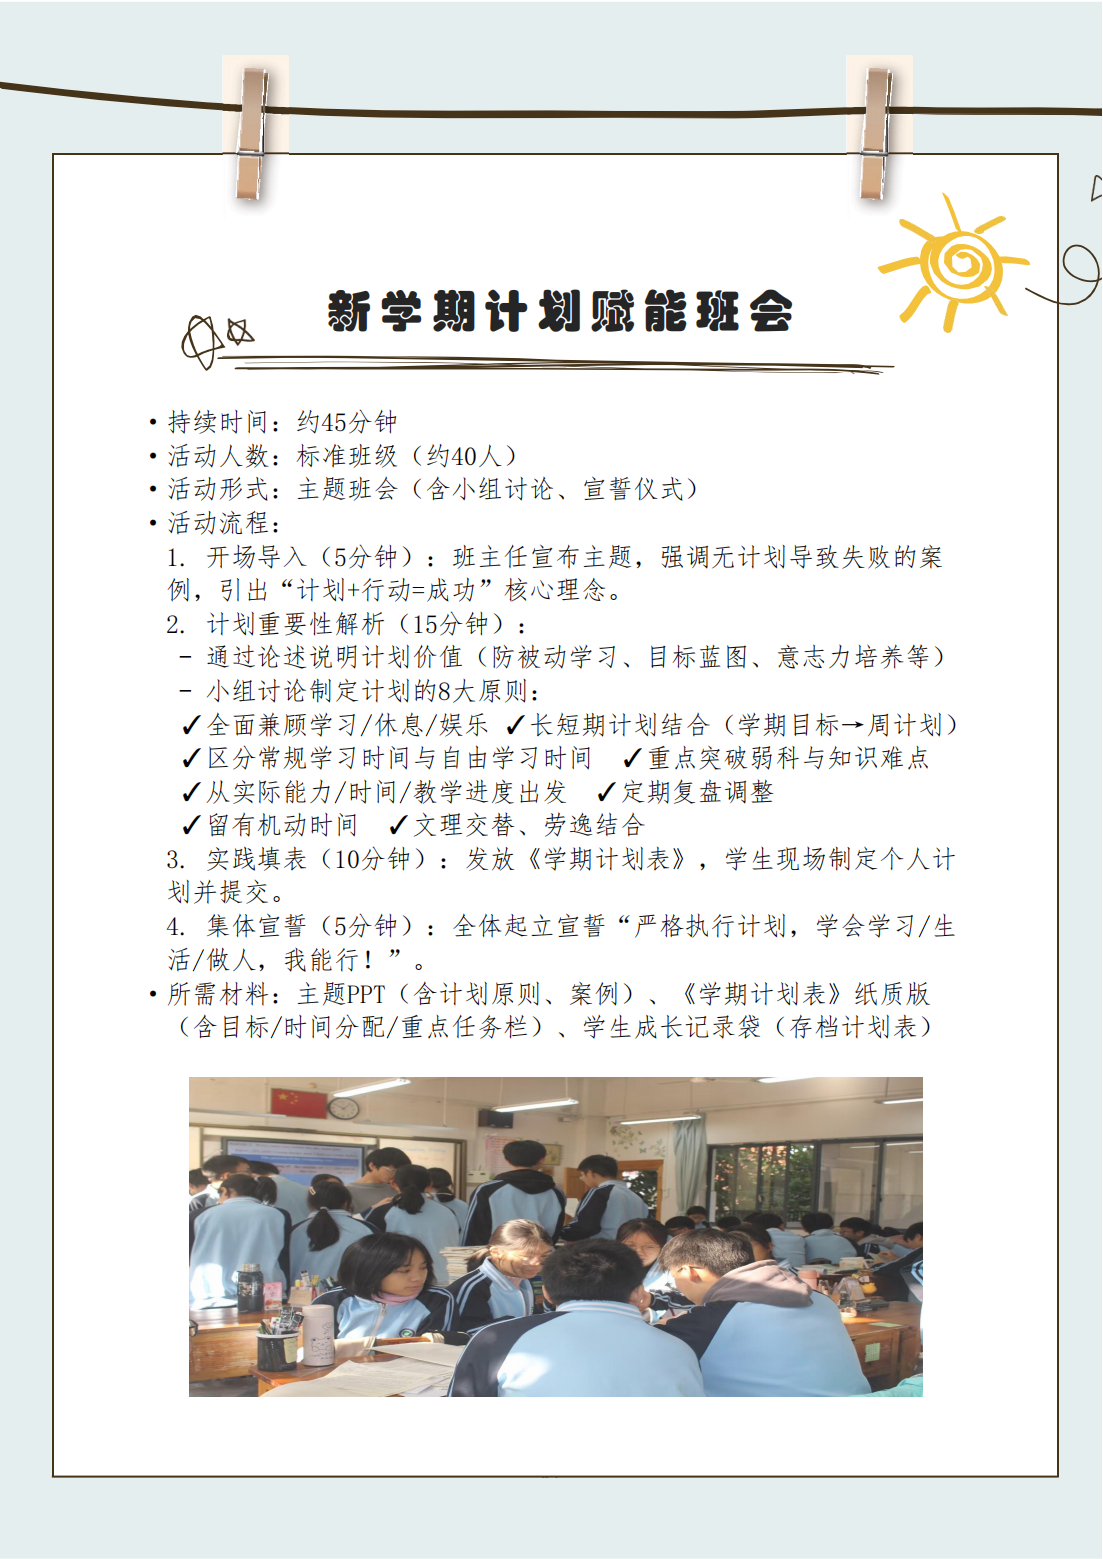 新学期计划赋能班会
• 持续时间：约45分钟
• 活动人数：标准班级（约40人）
• 活动形式：主题班会（含小组讨论、宣誓仪式）
• 活动流程：
1. 开场导入（5分钟）：班主任宣布主题，强调无计划导致失败的案
例，引出“计划+行动=成功”核心理念。
2. 计划重要性解析（15分钟）：
- 通过论述说明计划价值（防被动学习、目标蓝图、意志力培养等）
- 小组讨论制定计划的8大原则：
✓全面兼顾学习/休息/娱乐 ✓长短期计划结合（学期目标→周计划）
✓区分常规学习时间与自由学习时间 ✓重点突破弱科与知识难点
✓从实际能力/时间/教学进度出发 ✓定期复盘调整
✓留有机动时间 ✓文理交替、劳逸结合
3. 实践填表（10分钟）：发放《学期计划表》，学生现场制定个人计
划并提交。
4. 集体宣誓（5分钟）：全体起立宣誓“严格执行计划，学会学习/生
活/做人，我能行！”。
• 所需材料：主题PPT（含计划原则、案例）、《学期计划表》纸质版
（含目标/时间分配/重点任务栏）、学生成长记录袋（存档计划表）